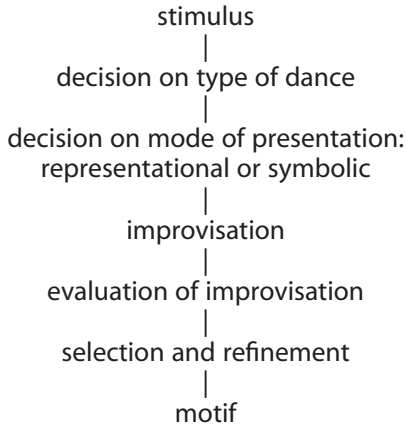 stimulus
decision on type of dance
decision on mode of presentation:
representational or symbolic
improvisation
evaluation of improvisation
selection and refinement
motif